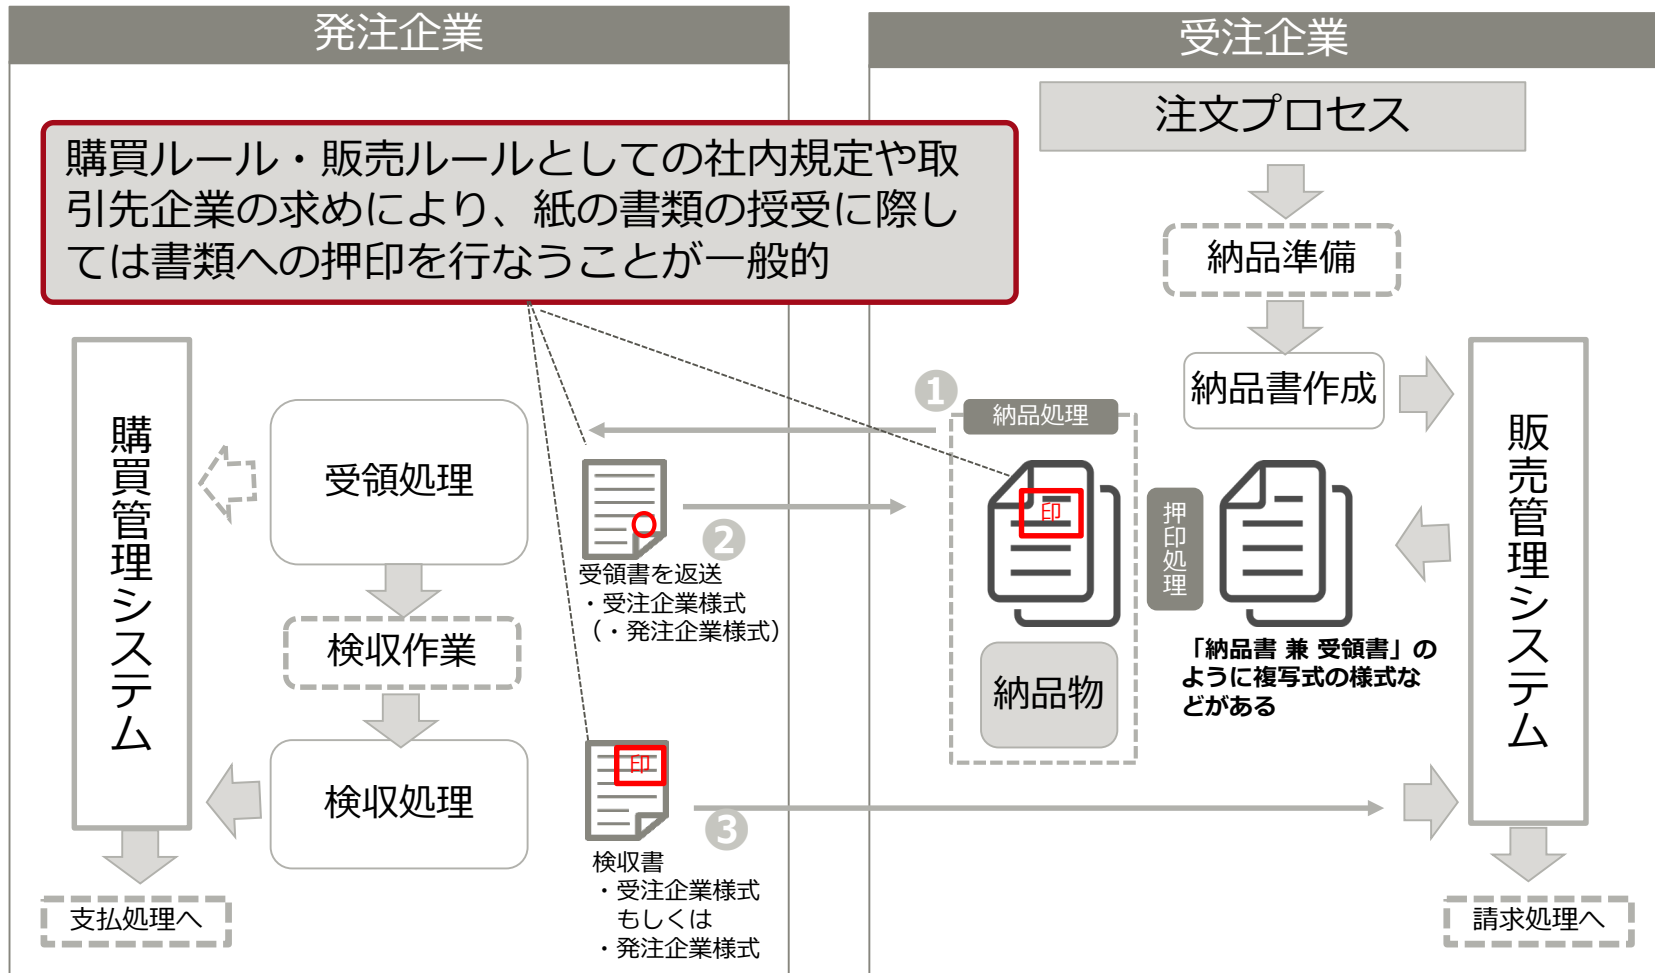 発注企業
受注企業
注文プロセス
購買ルール・販売ルールとしての社内規定や取
引先企業の求めにより、紙の書類の授受に際し
ては書類への押印を行なうことが一般的
納品準備
納品書作成
❶
納品処理
購買管理システム
受領処理
印
押印処理
販売管理システム
❷
受領書を返送
・受注企業様式
（・発注企業様式）
検収作業
納品物
「納品書 兼 受領書」の
ように複写式の様式な
どがある
印
検収処理
❸
検収書
・受注企業様式
もしくは
・発注企業様式
支払処理へ
請求処理へ